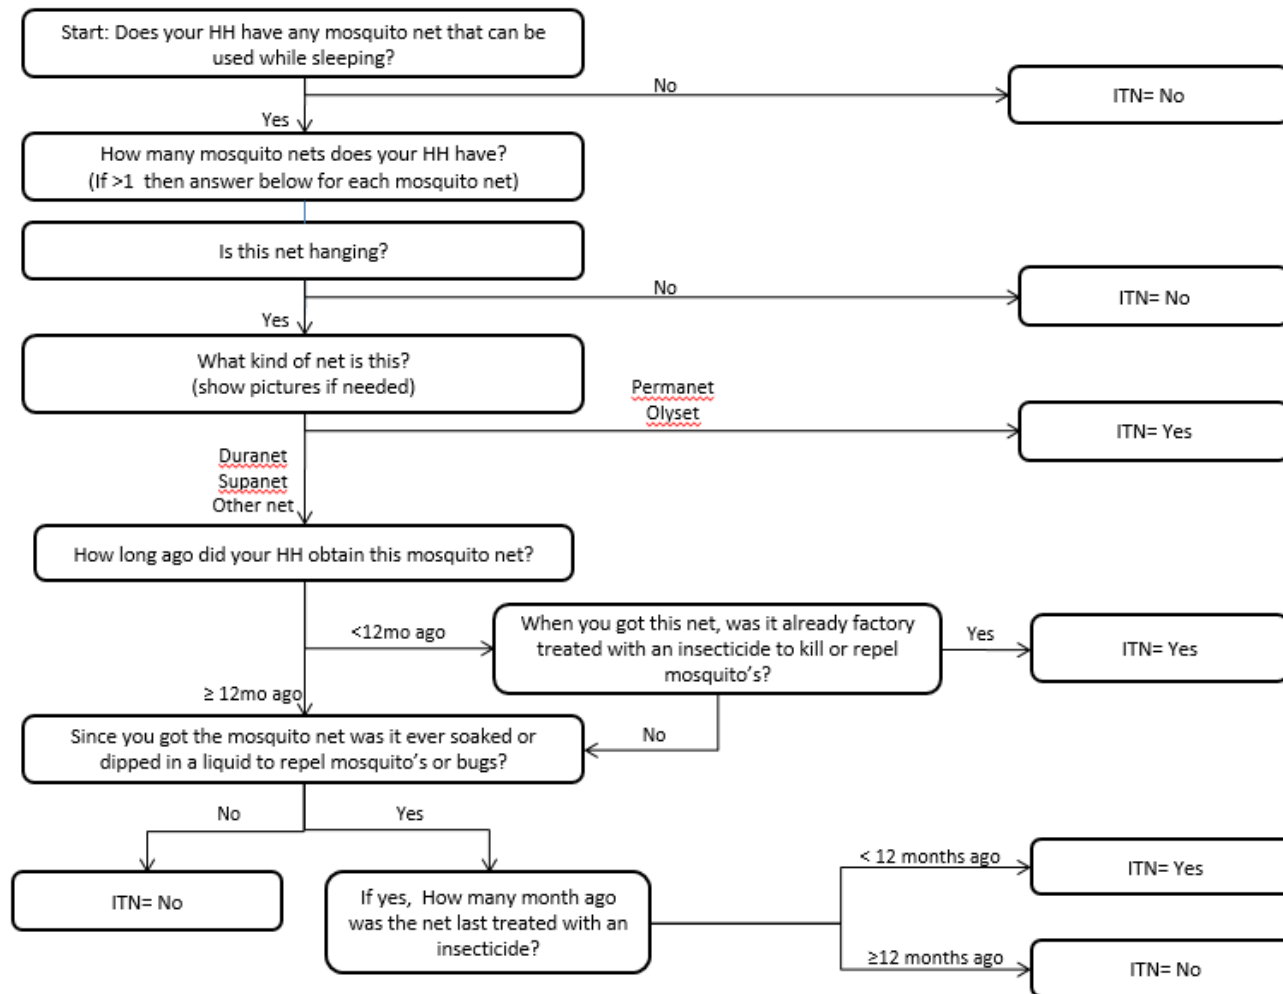 Start: Does your HH have any mosquito net that can be
used while sleeping?
No
ITN= No
Yes
How many mosquito nets does your HH have?
(If >1 then answer below for each mosquito net)
Is this net hanging?
No
ITN= No
Yes
What kind of net is this?
(show pictures if needed)
Permanet
Olyset
ITN= Yes
Duranet
Supanet
Other net
How long ago did your HH obtain this mosquito net?
<12mo ago
When you got this net, was it already factory
treated with an insecticide to kill or repel
mosquito's?
Yes
ITN= Yes
≥ 12mo ago
Since you got the mosquito net was it ever soaked or
dipped in a liquid to repel mosquito's or bugs?
No
No
Yes
ITN= No
If yes, How many month ago
was the net last treated with an
insecticide?
< 12 months ago
ITN= Yes
≥12 months ago
ITN= No